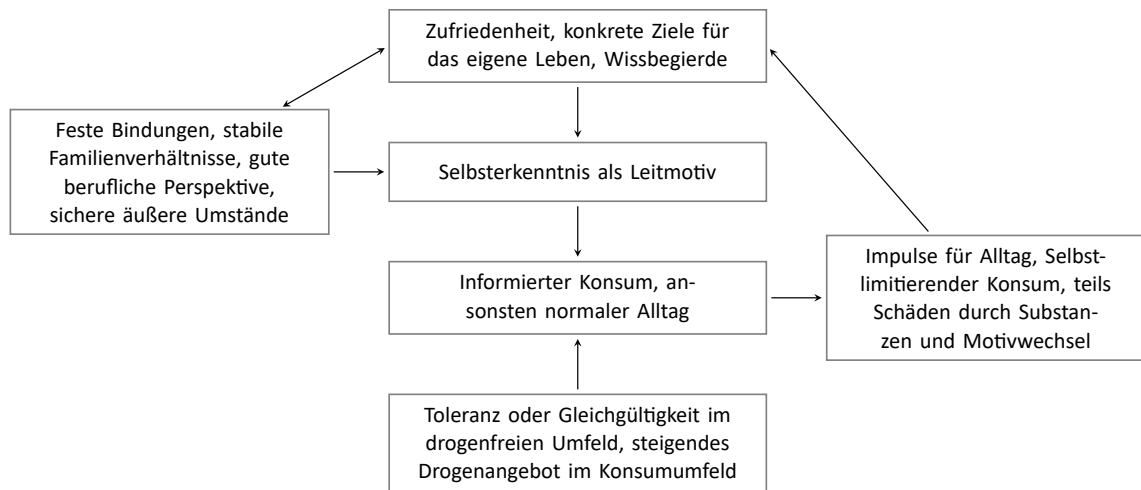 Zufriedenheit, konkrete Ziele für
das eigene Leben, Wissbegierde
Feste Bindungen, stabile
Familienverhältnisse, gute
berufliche Perspektive,
sichere äußere Umstände
Selbsterkenntnis als Leitmotiv
Informierter Konsum, an-
sonsten normaler Alltag
Impulse für Alltag, Selbst-
limitierender Konsum, teils
Schäden durch Substan-
zen und Motivwechsel
Toleranz oder Gleichgültigkeit im
drogenfreien Umfeld, steigendes
Drogenangebot im Konsumumfeld